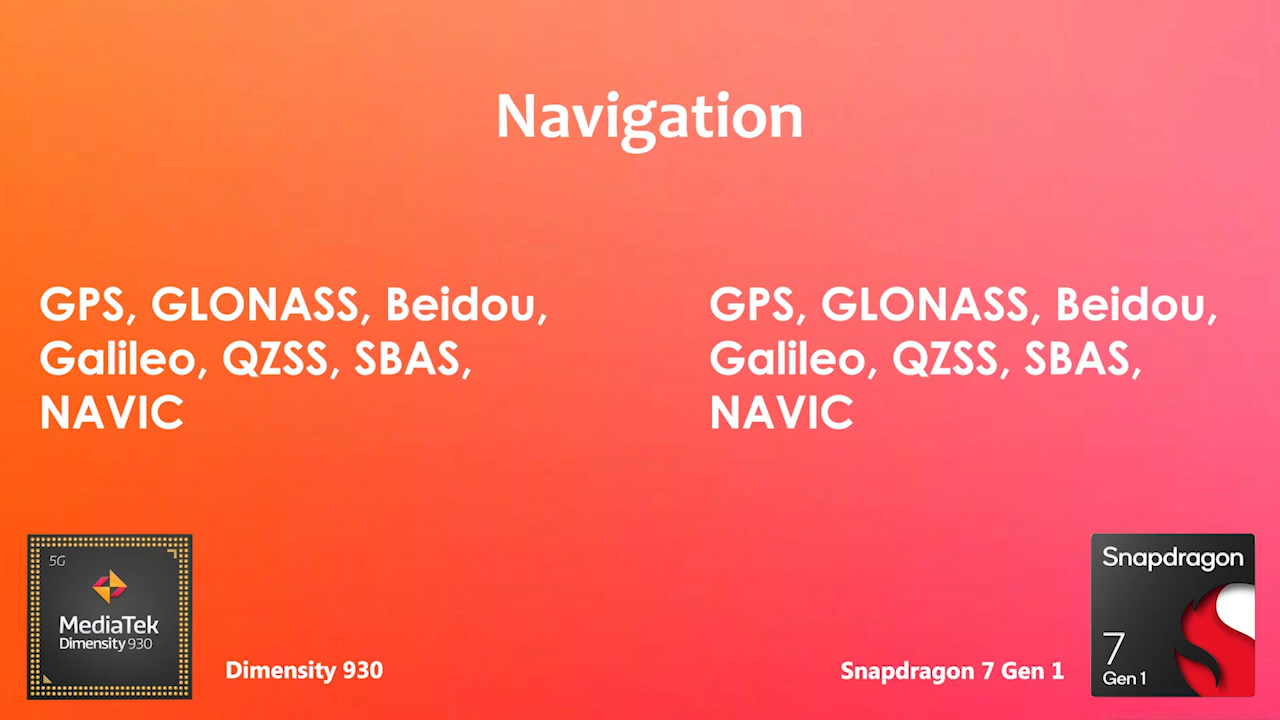 Navigation
GPS, GLONASS, Beidou,
Galileo, QZSS, SBAS,
NAVIC
GPS, GLONASS, Beidou,
Galileo, QZSS, SBAS,
NAVIC
5G
MediaTek
Dimensity 930
Dimensity 930
Snapdragon 7 Gen 1
Snapdragon
7
Gen 1